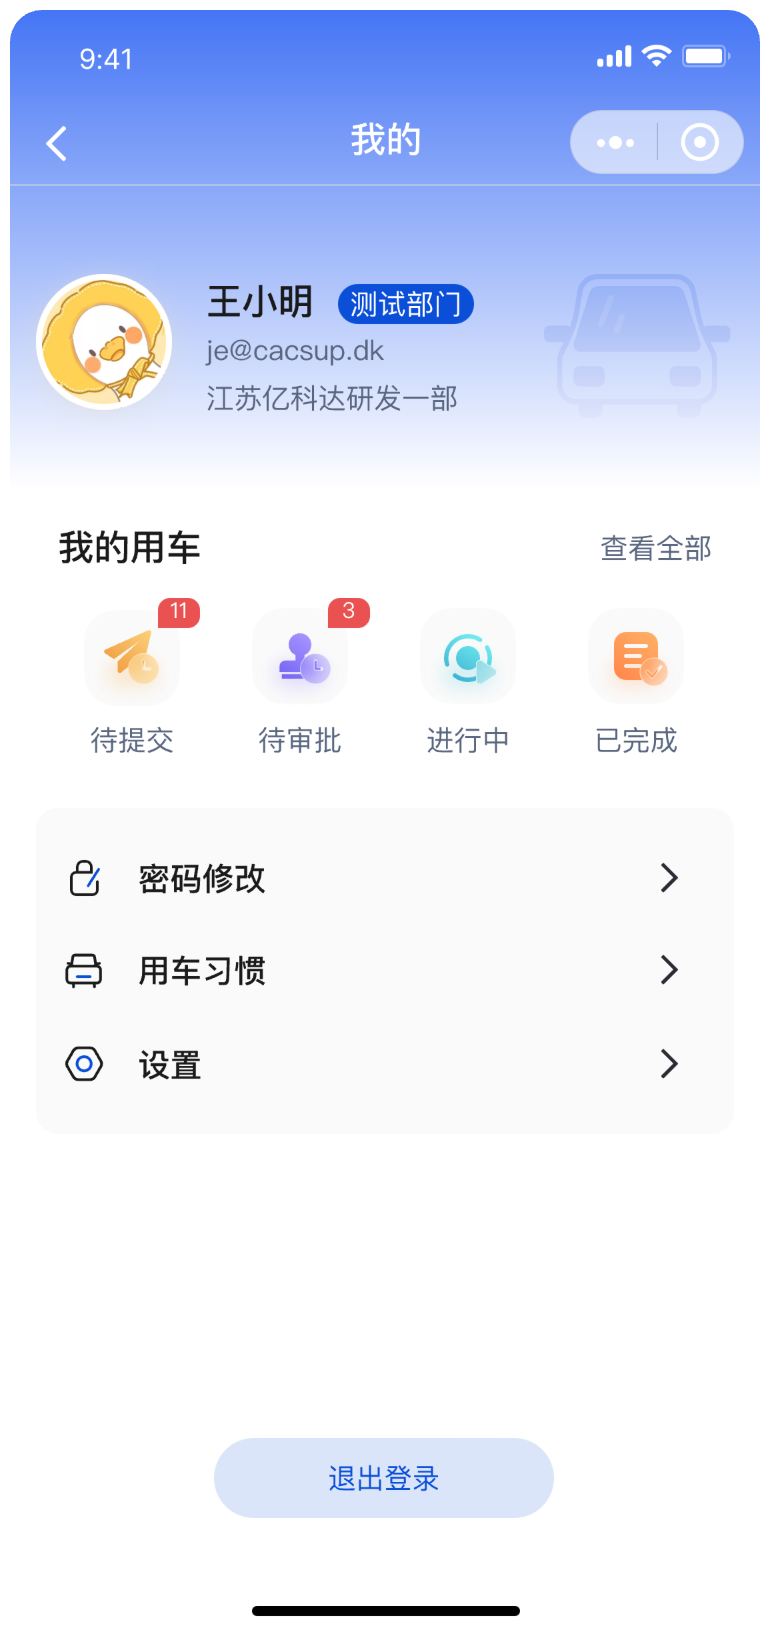 9:41
我的
王小明 测试部门
je@cacsup.dk
江苏亿科达研发一部
我的用车 查看全部
11 3
待提交 待审批 进行中 已完成
密码修改
用车习惯
设置
退出登录